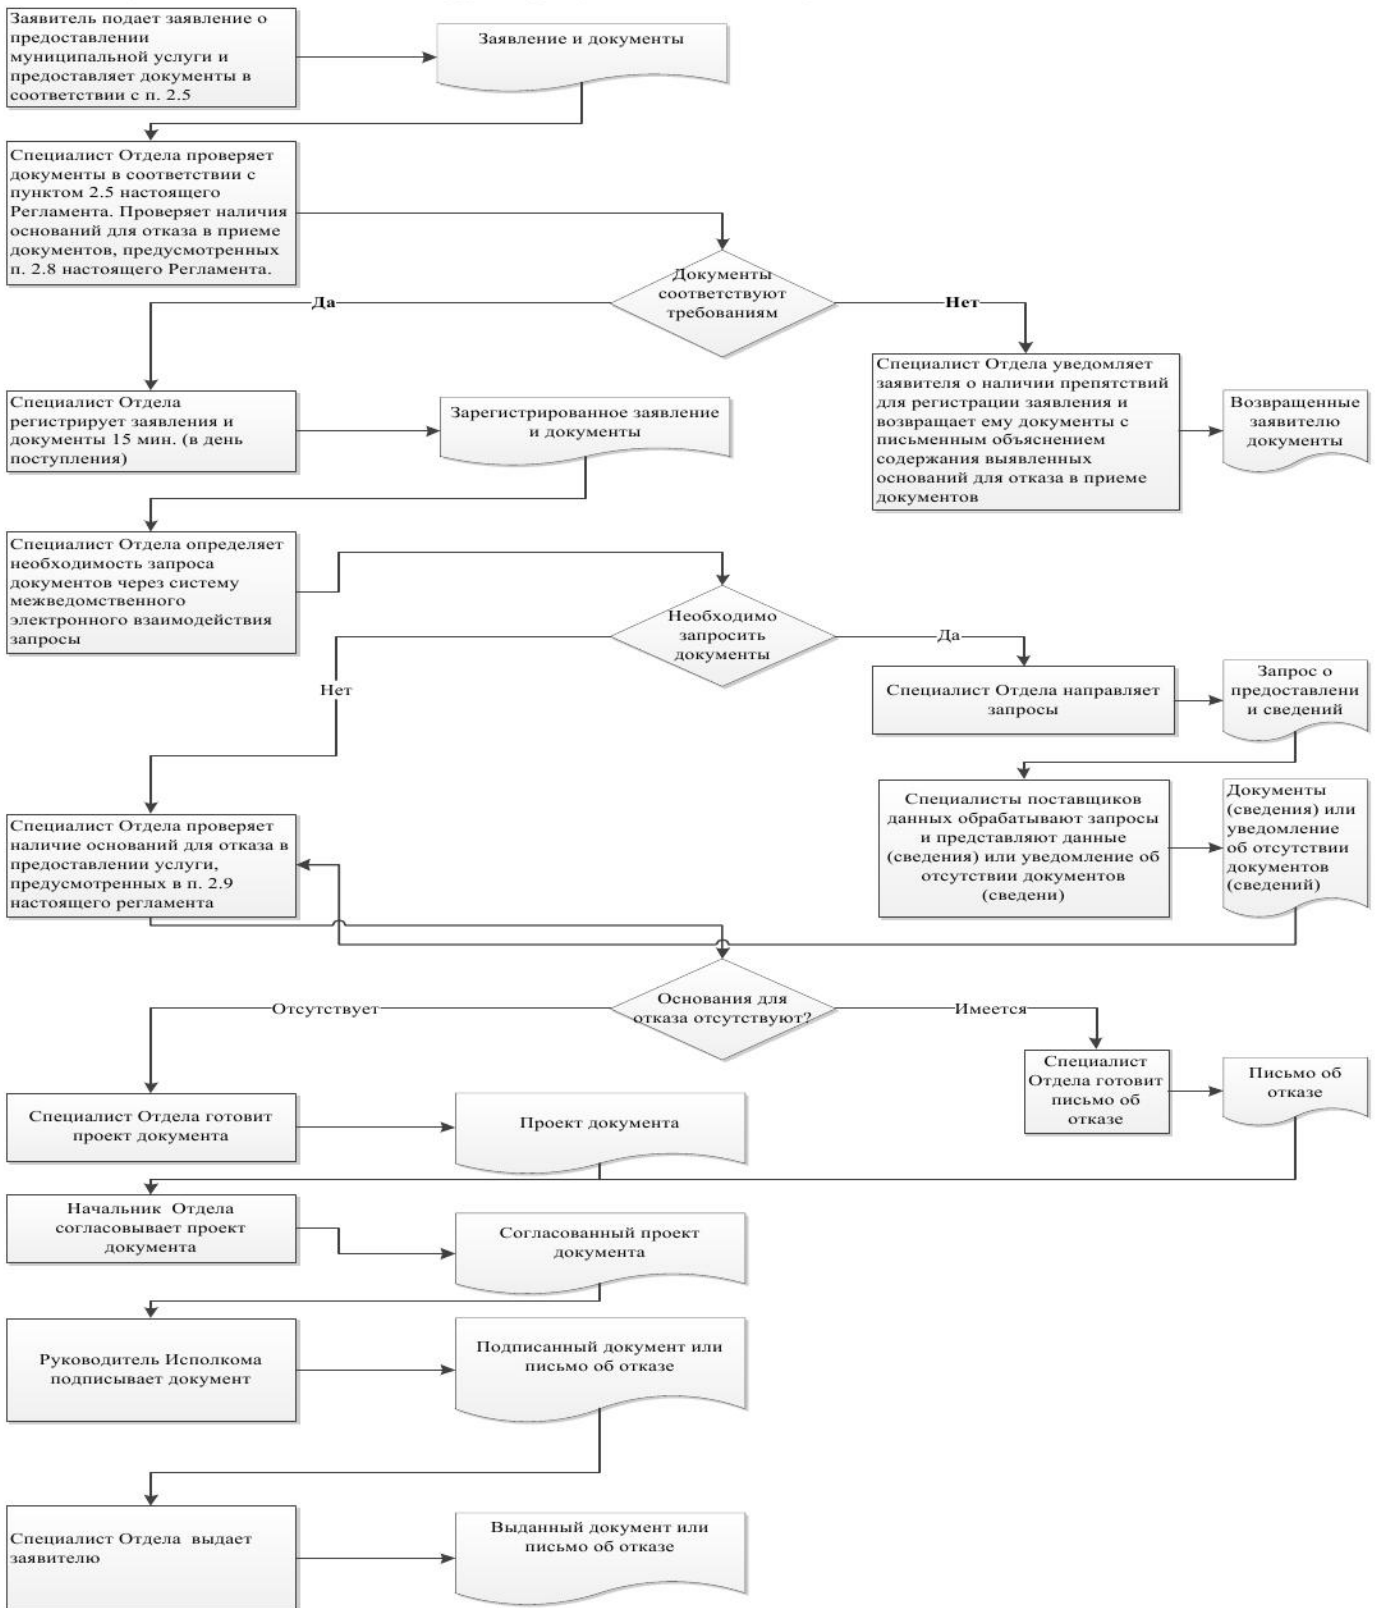 Заявитель подает заявление о
предоставлении
муниципальной услуги и
предоставляет документы в
соответствии с п. 2.5
Заявление и документы
Специалист Отдела проверяет
документы в соответствии с
пунктом 2.5 настоящего
Регламента. Проверяет наличия
оснований для отказа в приеме
документов, предусмотренных
п. 2.8 настоящего Регламента.
Документы
соответствуют
требованиям
Да
Нет
Специалист Отдела
регистрирует заявления и
документы 15 мин. (в день
поступления)
Зарегистрированное заявление
и документы
Специалист Отдела уведомляет
заявителя о наличии препятствий
для регистрации заявления и
возвращает ему документы с
письменным объяснением
содержания выявленных
оснований для отказа в приеме
документов
Возвращенные
заявителю
документы
Специалист Отдела определяет
необходимость запроса
документов через систему
межведомственного
электронного взаимодействия
запросы
Необходимо
запросить
документы
Да
Нет
Специалист Отдела направляет
запросы
Запрос о
предоставлени
и сведений
Специалисты поставщиков
данных обрабатывают запросы
и представляют данные
(сведения) или уведомление об
отсутствии документов
(сведени)
Документы
(сведения) или
уведомление
об отсутствии
документов
(сведений)
Специалист Отдела проверяет
наличие оснований для отказа в
предоставлении услуги,
предусмотренных в п. 2.9
настоящего регламента
Основания для
отказа отсутствуют?
Отсутствует
Имеется
Специалист
Отдела готовит
письмо об
отказе
Письмо об
отказе
Специалист Отдела готовит
проект документа
Проект документа
Начальник  Отдела
согласовывает проект
документа
Согласованный проект
документа
Руководитель Исполкома
подписывает документ
Подписанный документ или
письмо об отказе
Специалист Отдела  выдает
заявителю
Выданный документ или
письмо об отказе